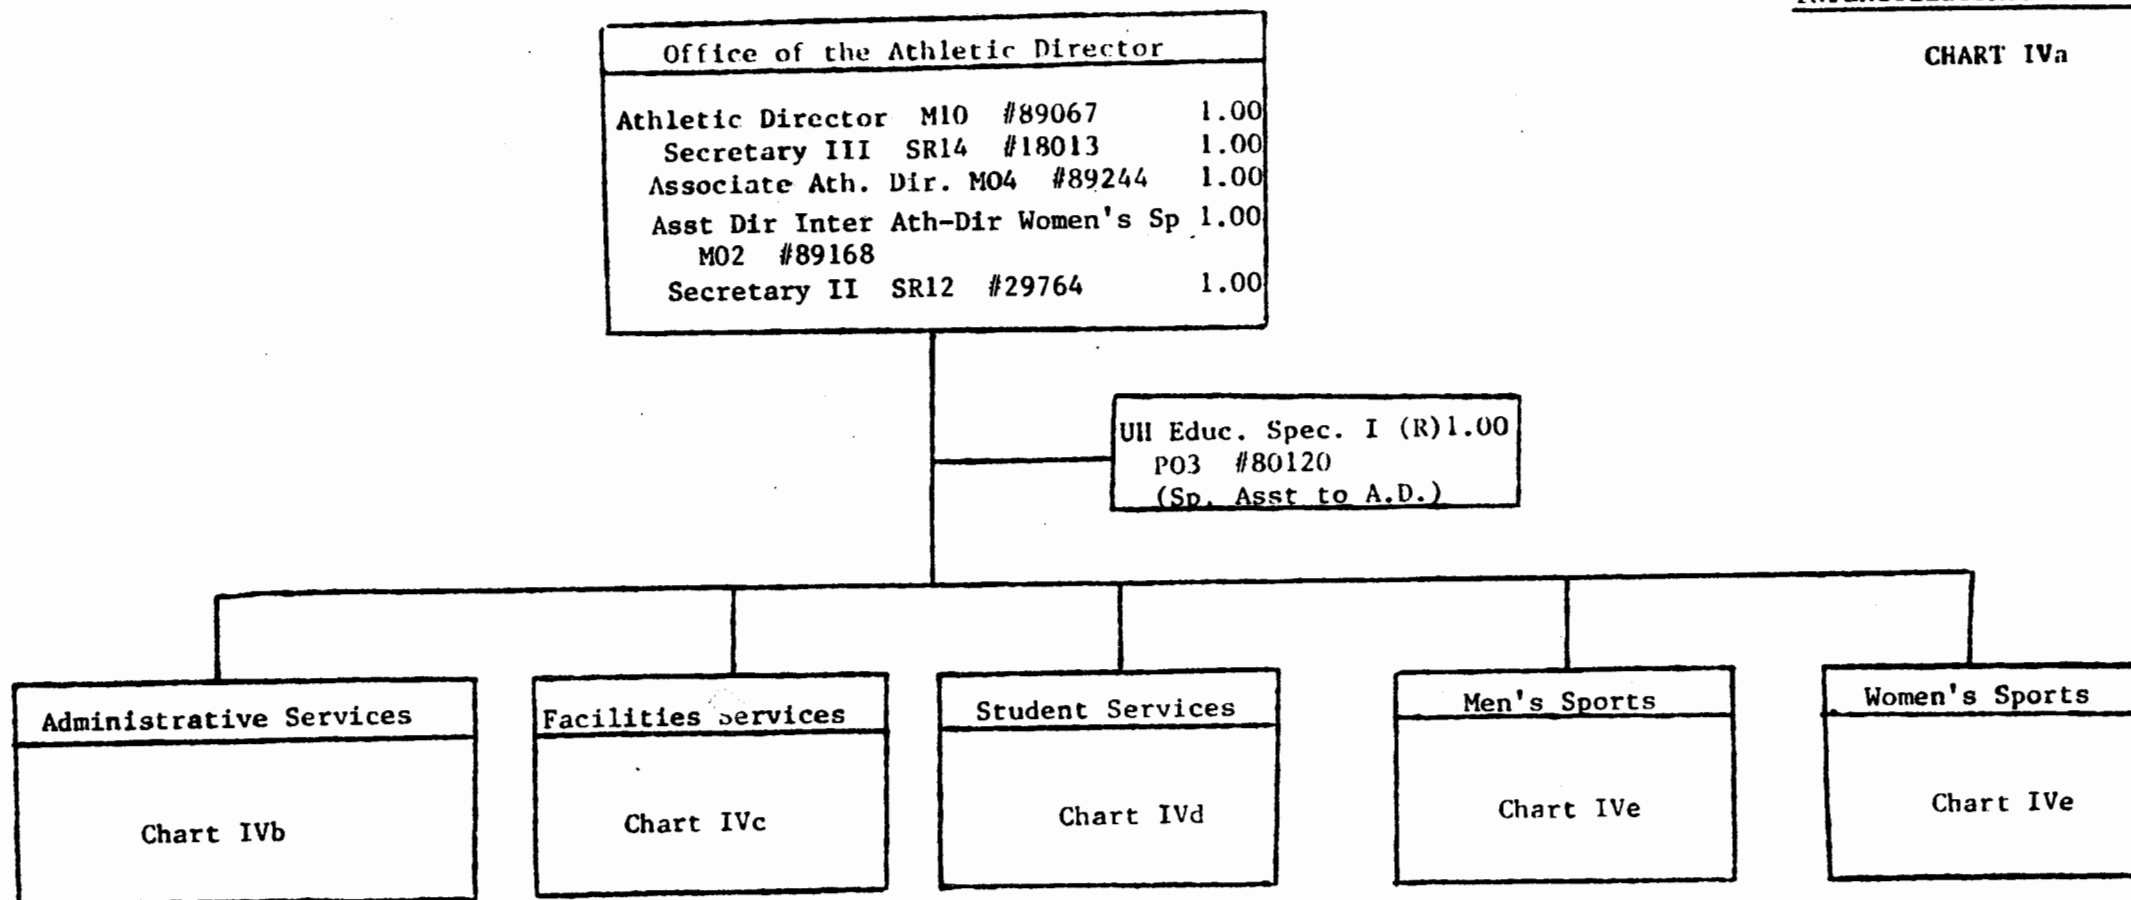 CHART IVa
Office of the Athletic Director
Athletic Director M10 #89067 1.00
Secretary III SR14 #18013 1.00
Associate Ath. Dir. M04 #89244 1.00
Asst Dir Inter Ath-Dir Women's Sp 1.00
M02 #89168
Secretary II SR12 #29764 1.00
UH Educ. Spec. I (R)1.00
P03 #80120
(Sp. Asst to A.D.)
Administrative Services
Chart IVb
Facilities Services
Chart IVc
Student Services
Chart IVd
Men's Sports
Chart IVe
Women's Sports
Chart IVe